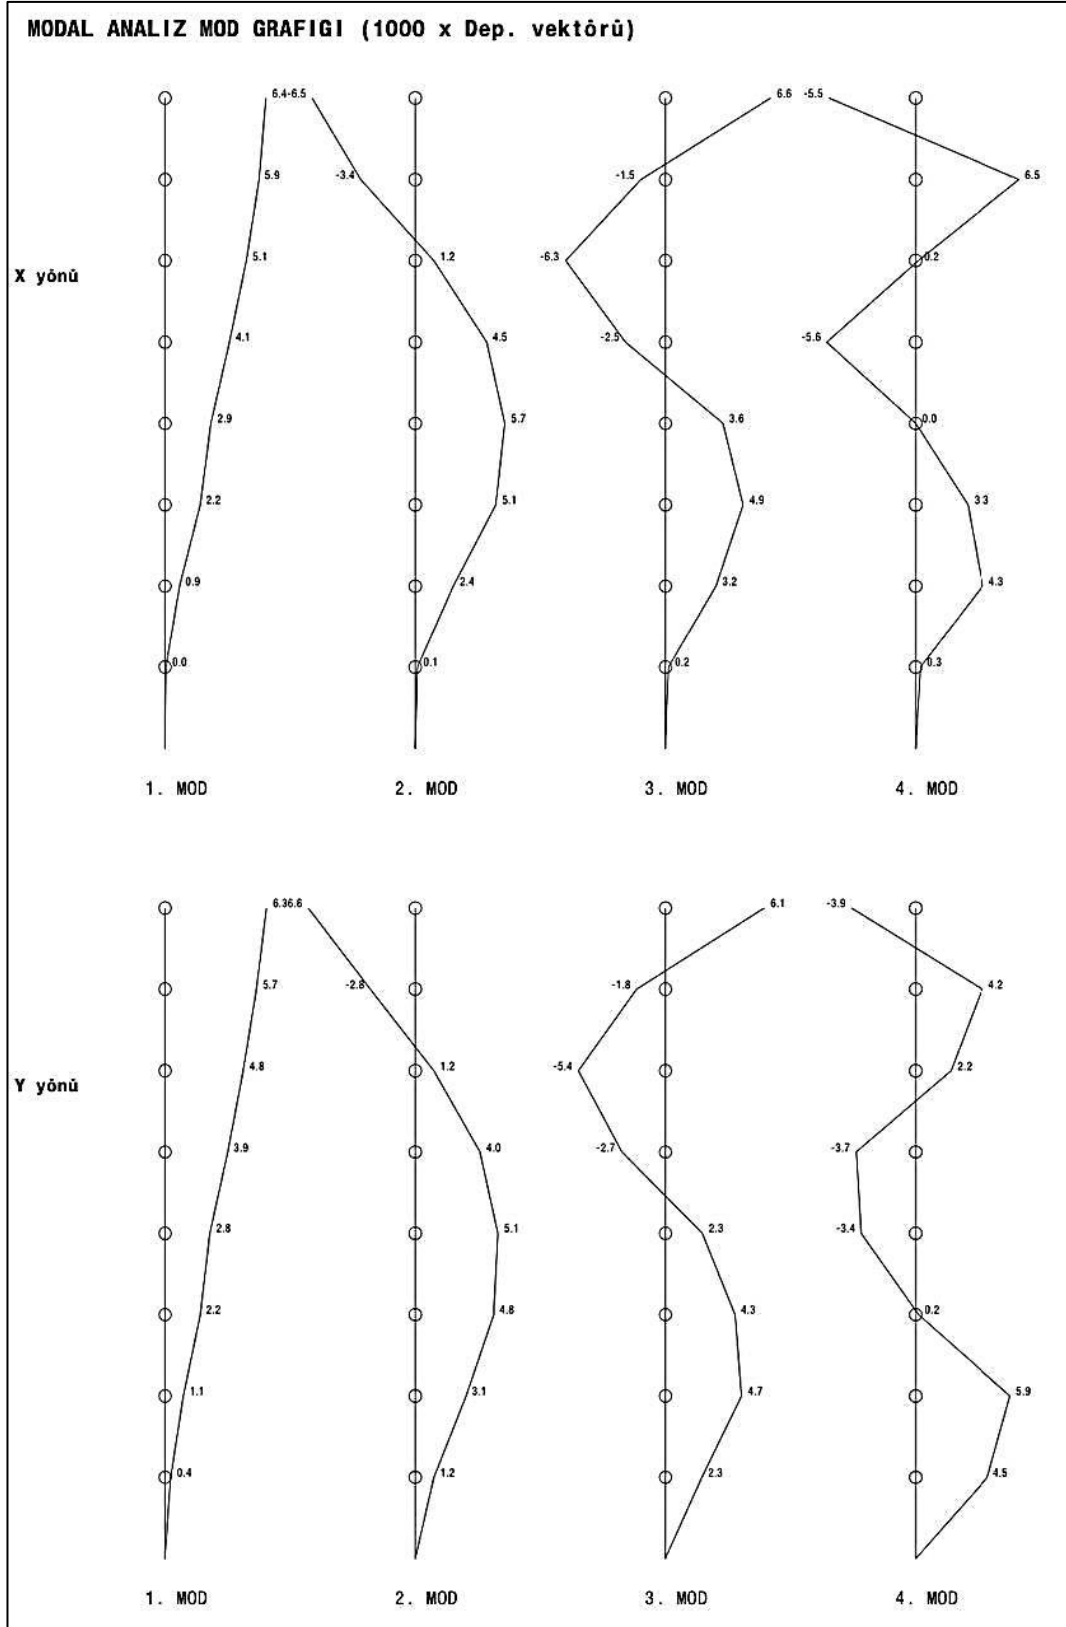 MODAL ANALIZ MOD GRAFIGI (1000 x Dep. vektörü)
6.4 -6.5 6.6 -5.5
5.9 -3.4 -1.5 6.5
X yönü
5.1 1.2 -6.3 0.2
4.1 4.5 -2.5 -5.6
2.9 5.7 3.6 0.0
2.2 5.1 4.9 3.3
0.9 2.4 3.2 4.3
0.0 0.1 0.2 0.3
1. MOD 2. MOD 3. MOD 4. MOD
6.36.6 6.1 -3.9
5.7 -2.8 -1.8 4.2
Y yönü
4.8 1.2 -5.4 2.2
3.9 4.0 -2.7 -3.7
2.8 5.1 2.3 -3.4
2.2 4.8 4.3 0.2
1.1 3.1 4.7 5.9
0.4 1.2 2.3 4.5
1. MOD 2. MOD 3. MOD 4. MOD